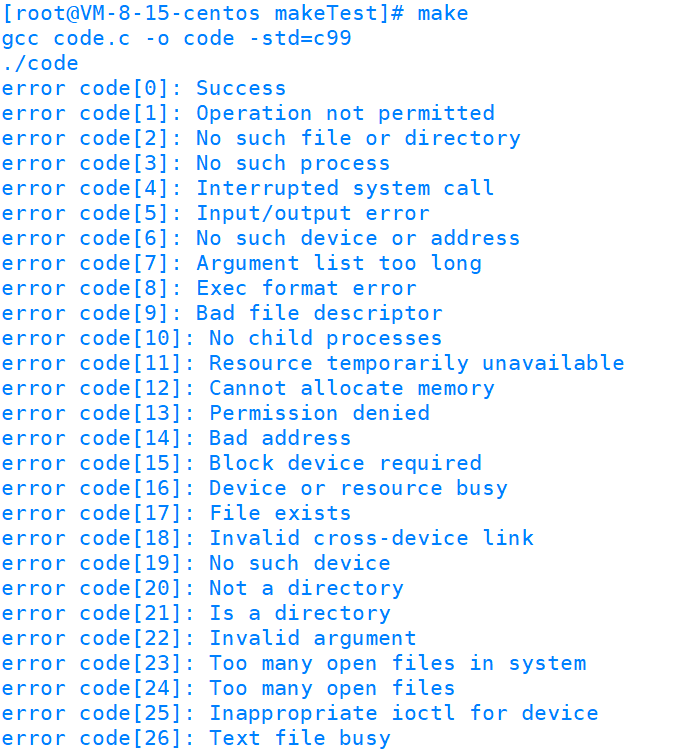 [root@VM-8-15-centos makeTest]# make
gcc code.c -o code -std=c99
./code
error code[0]: Success
error code[1]: Operation not permitted
error code[2]: No such file or directory
error code[3]: No such process
error code[4]: Interrupted system call
error code[5]: Input/output error
error code[6]: No such device or address
error code[7]: Argument list too long
error code[8]: Exec format error
error code[9]: Bad file descriptor
error code[10]: No child processes
error code[11]: Resource temporarily unavailable
error code[12]: Cannot allocate memory
error code[13]: Permission denied
error code[14]: Bad address
error code[15]: Block device required
error code[16]: Device or resource busy
error code[17]: File exists
error code[18]: Invalid cross-device link
error code[19]: No such device
error code[20]: Not a directory
error code[21]: Is a directory
error code[22]: Invalid argument
error code[23]: Too many open files in system
error code[24]: Too many open files
error code[25]: Inappropriate ioctl for device
error code[26]: Text file busy